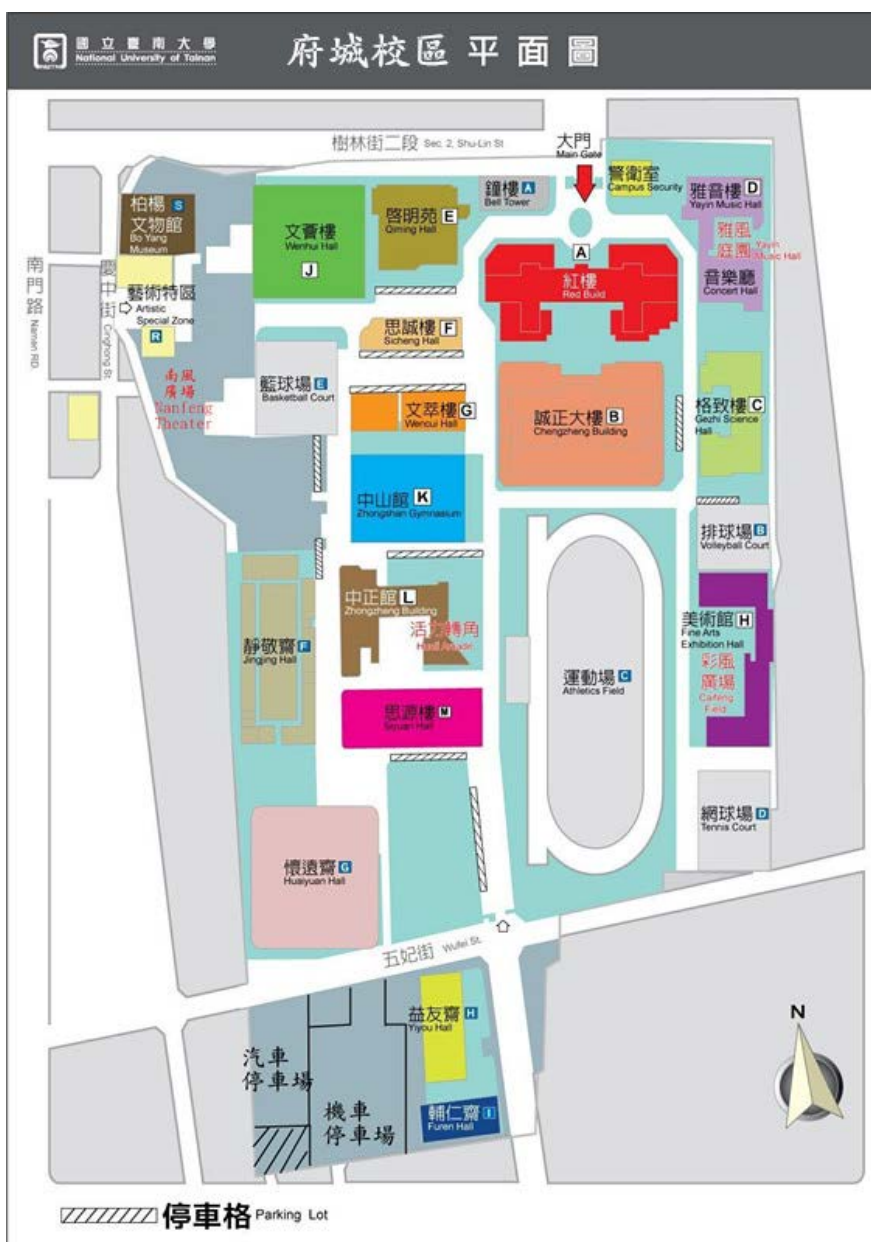 國立臺南大學
National University of Tainan
府城校區 平面圖
樹林街二段 Sec. 2, Shu-Lin St
大門
Main Gate
警衛室
Campus Security
鐘樓 A
Bell Tower
雅音樓 D
Yayin Music Hall
雅風
庭園 Yayin
Music Hall
音樂廳
Concert Hall
柏楊 S
文物館
Bo Yang
Museum
文薈樓
Wenhui Hall
J
啓明苑 E
Qiming Hall
A
紅樓
Red Build
南門路 Nanmen RD.
慶中街
藝術特區
Artistic
Special Zone
R
思誠樓 F
Sicheng Hall
南風
廣場
Nanfeng
Theater
籃球場 E
Basketball Court
文萃樓 G
Wencui Hall
誠正大樓 B
Chengzheng Building
格致樓 C
Gezhi Science
Hall
中山館 K
Zhongshan Gymnasium
排球場 B
Volleyball Court
中正館 L
Zhongzheng Building
活力轉角
靜敬齋 F
Jingjing Hall
美術館 H
Fine Arts
Exhibition Hall
彩風
廣場
Caifeng
Field
運動場 C
Athletics Field
思源樓 M
Siyuan Hall
網球場 D
Tennis Court
懷遠齋 G
Huaiyuan Hall
五妃街 Wufei St.
益友齋 H
Yiyou Hall
汽車
停車場
機車
停車場
輔仁齋 I
Furen Hall
N
停車格 Parking Lot